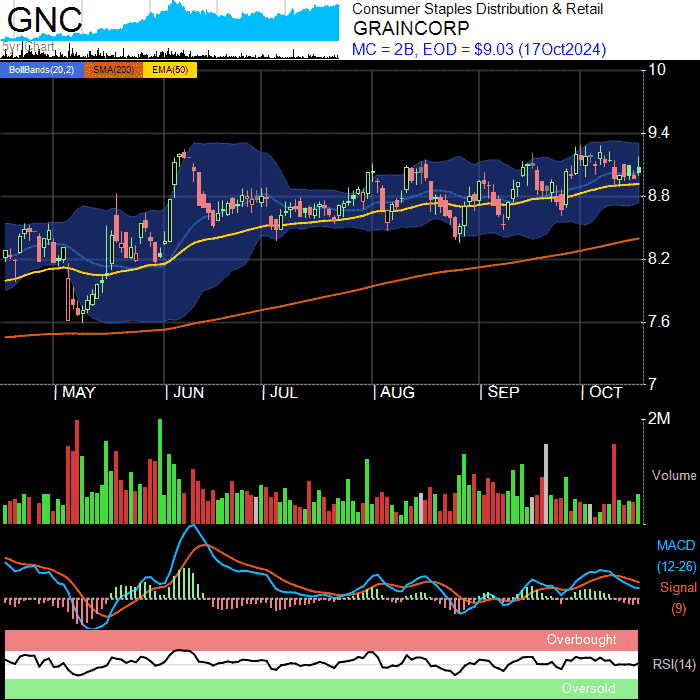 GNC
5yr Chart
Consumer Staples Distribution & Retail
GRAINCORP
MC = 2B, EOD = $9.03 (17Oct2024)
BollBands(20,2) SMA(200) EMA(50)
10
9.4
8.8
8.2
7.6
7
MAY JUN JUL AUG SEP OCT
2M
Volume
MACD
(12-26)
Signal
(9)
Overbought
RSI(14)
Oversold